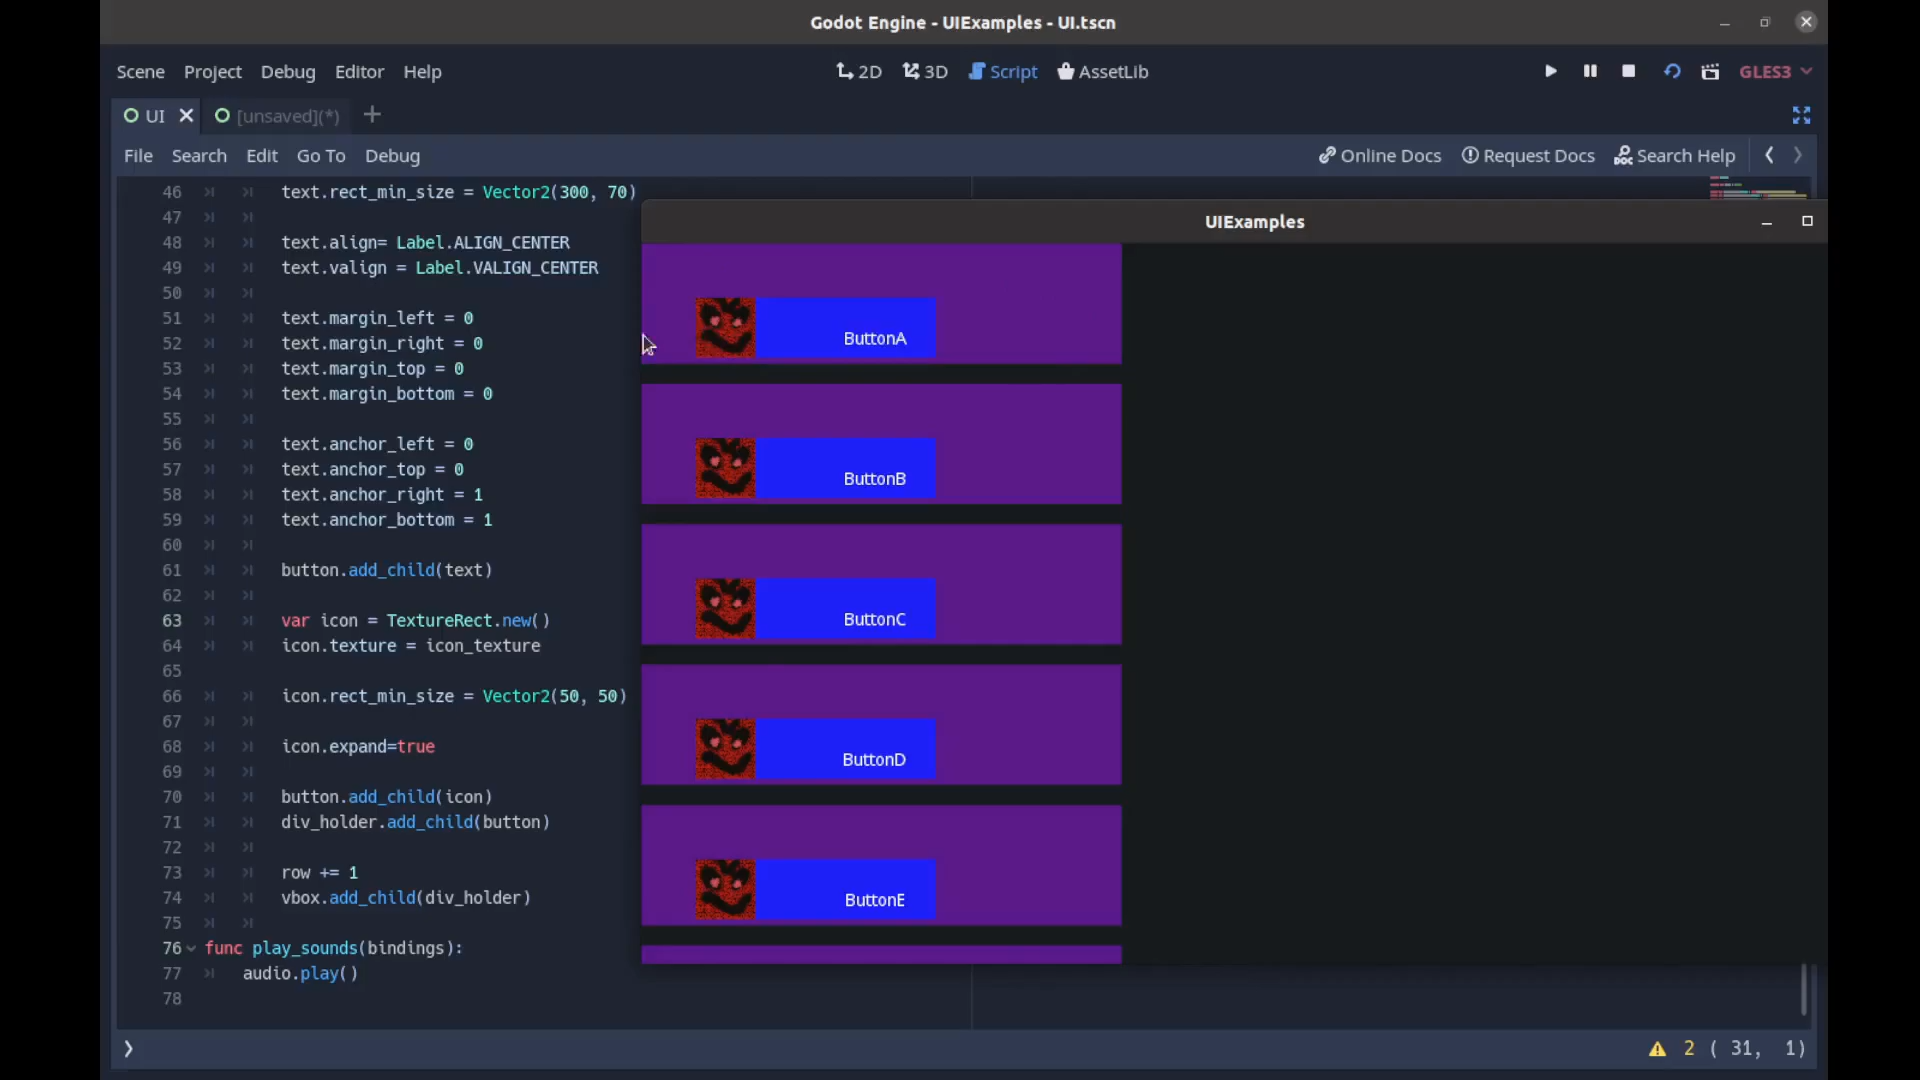 Godot Engine - UIExamples - UI.tscn
Scene Project Debug Editor Help 2D 3D Script AssetLib GLES3
UI [unsaved](*)
File Search Edit Go To Debug Online Docs Request Docs Search Help
46 text.rect_min_size = Vector2(300, 70)
47
48 text.align= Label.ALIGN_CENTER
49 text.valign = Label.VALIGN_CENTER
50
51 text.margin_left = 0
52 text.margin_right = 0
53 text.margin_top = 0
54 text.margin_bottom = 0
55
56 text.anchor_left = 0
57 text.anchor_top = 0
58 text.anchor_right = 1
59 text.anchor_bottom = 1
60
61 button.add_child(text)
62
63 var icon = TextureRect.new()
64 icon.texture = icon_texture
65
66 icon.rect_min_size = Vector2(50, 50)
67
68 icon.expand=true
69
70 button.add_child(icon)
71 div_holder.add_child(button)
72
73 row += 1
74 vbox.add_child(div_holder)
75
76 func play_sounds(bindings):
77 audio.play()
78
UIExamples
ButtonA
ButtonB
ButtonC
ButtonD
ButtonE
2 ( 31, 1)